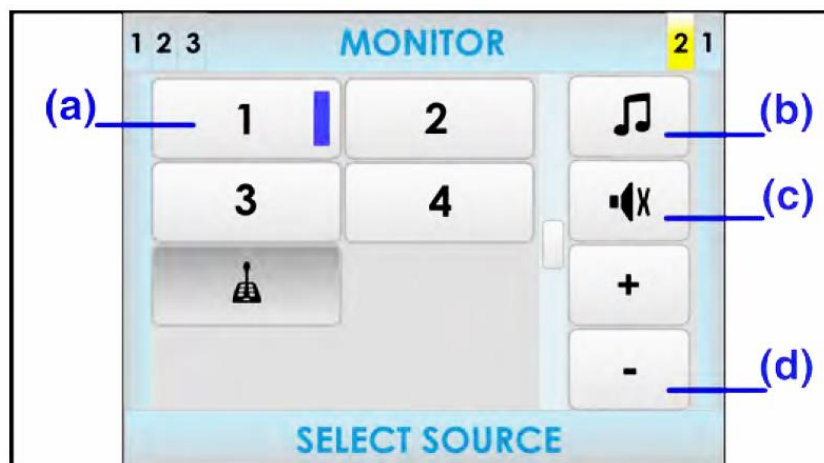 1 2 3 MONITOR 2 1
(a) 1 2 (b)
3 4 X (c)
+
- (d)
SELECT SOURCE